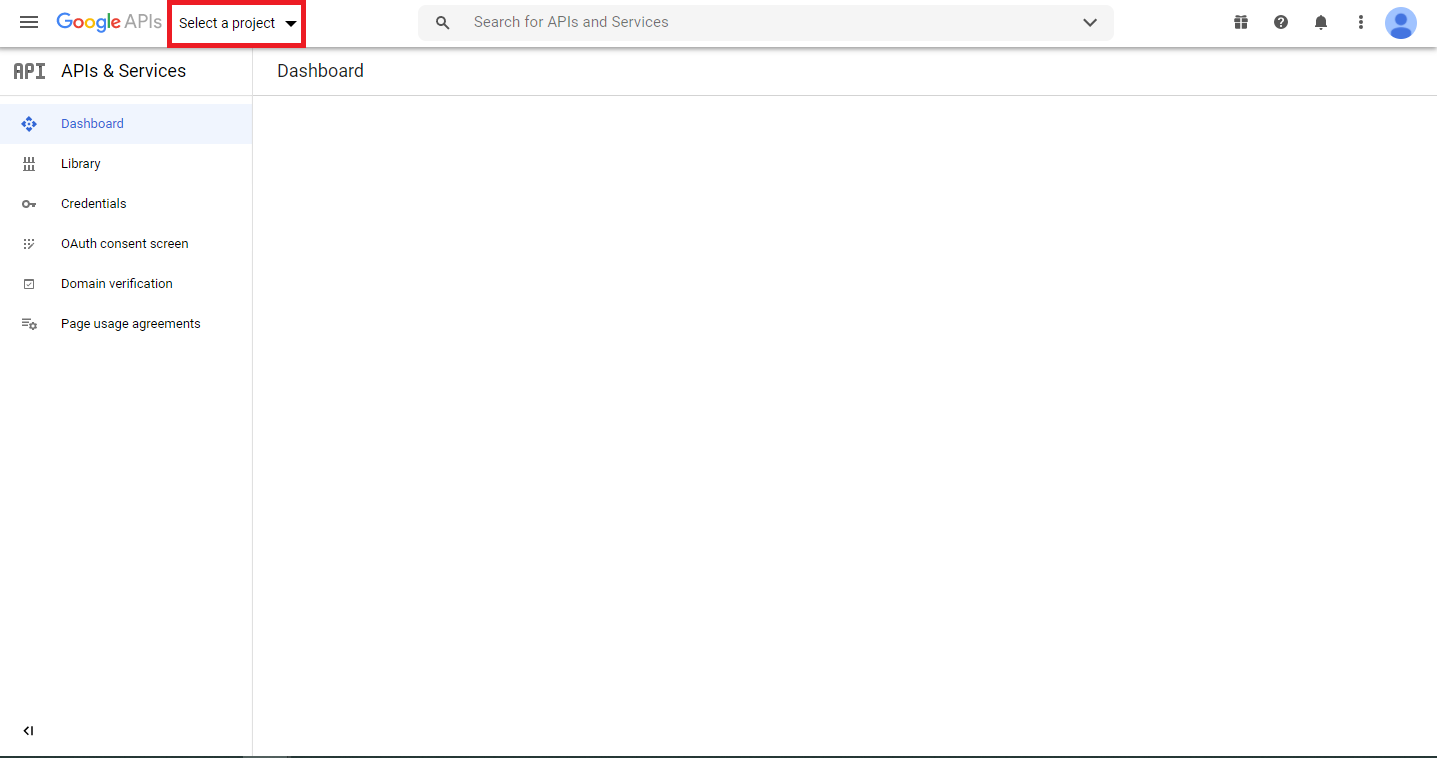 Google APIs
Select a project
Search for APIs and Services
API
APIs & Services
Dashboard
Dashboard
Library
Credentials
OAuth consent screen
Domain verification
Page usage agreements